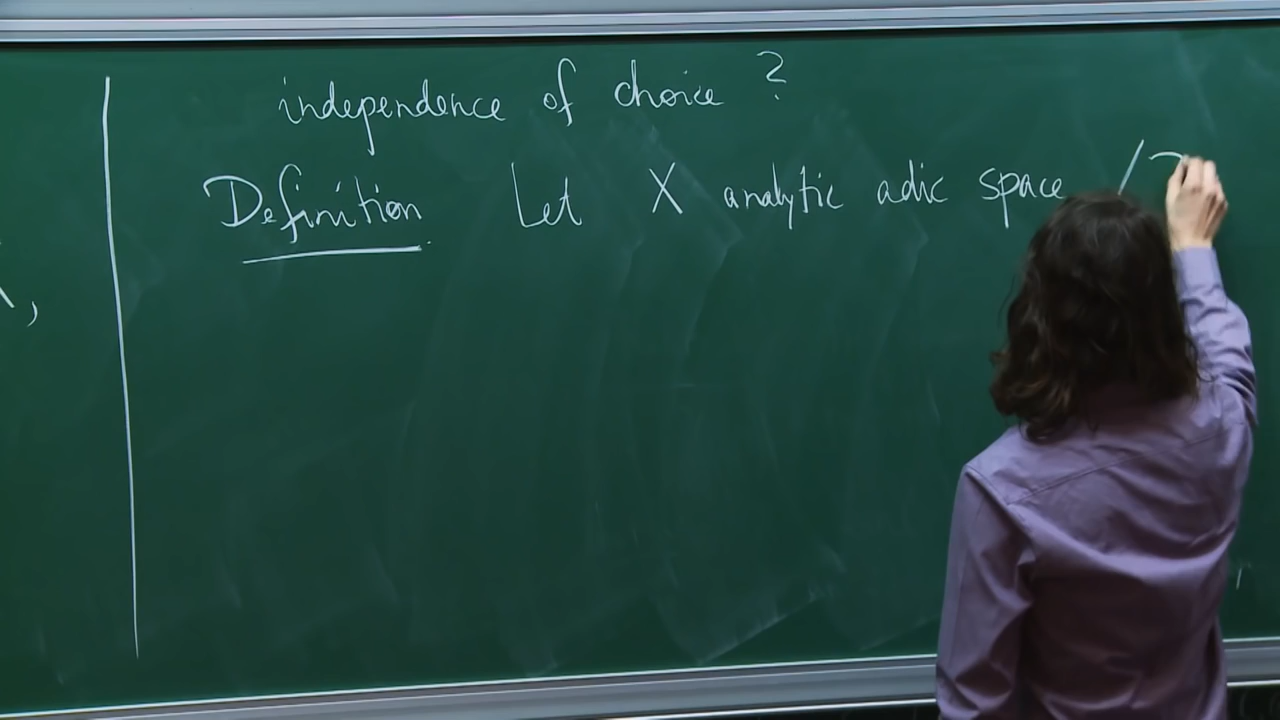 independence of choice ?
Definition Let X analytic adic space /
,